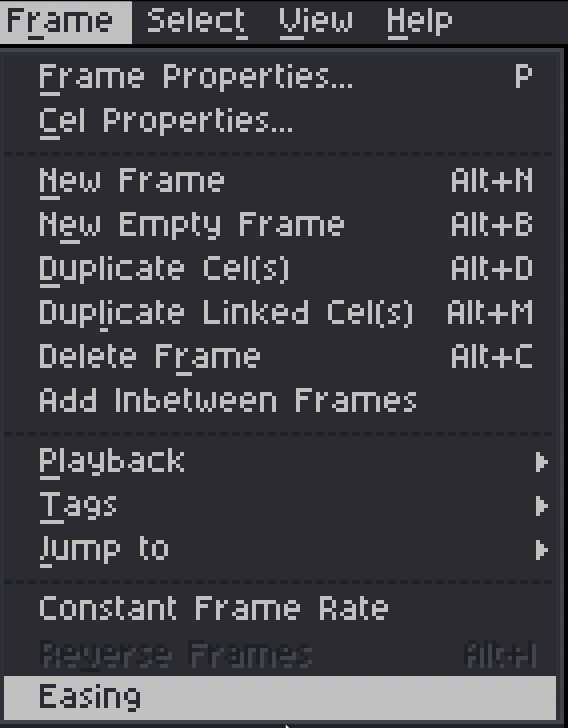 Frame Select View Help
Frame Properties... P
Cel Properties...
New Frame Alt+N
New Empty Frame Alt+B
Duplicate Cel(s) Alt+D
Duplicate Linked Cel(s) Alt+M
Delete Frame Alt+C
Add Inbetween Frames
Playback
Tags
Jump to
Constant Frame Rate
Reverse Frames Alt+I
Easing